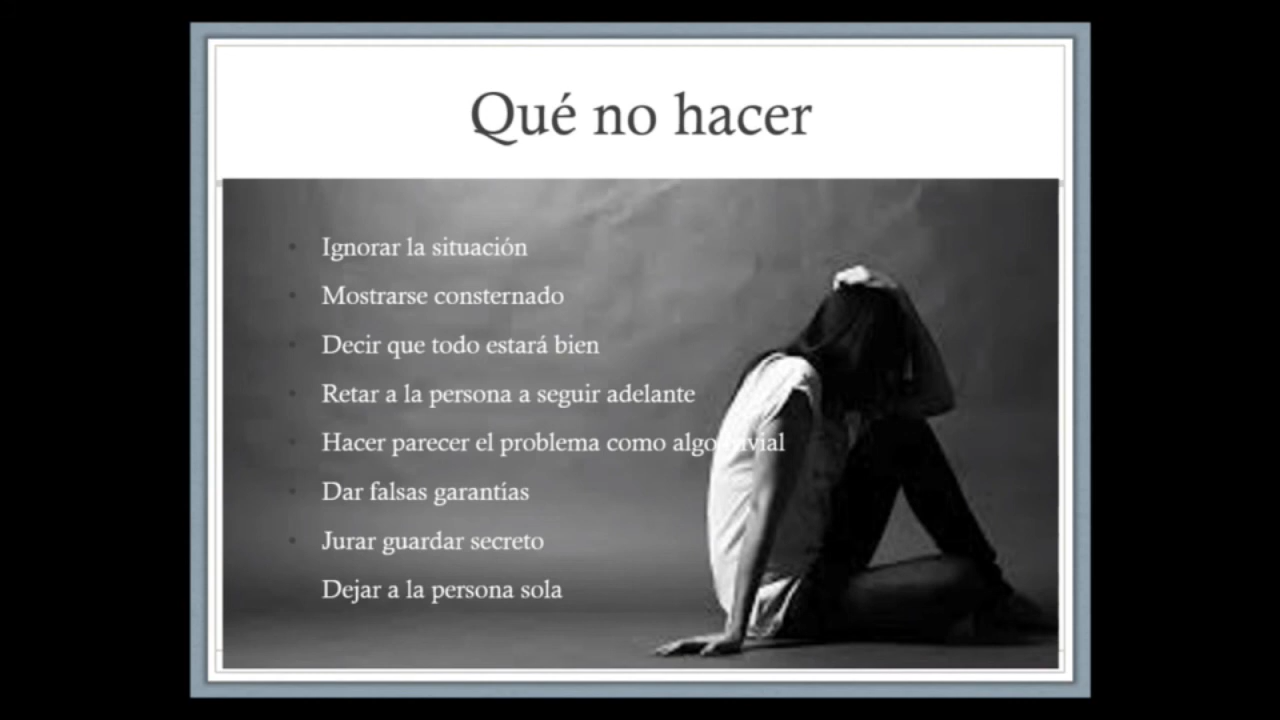 Qué no hacer
Ignorar la situación
Mostrarse consternado
Decir que todo estará bien
Retar a la persona a seguir adelante
Hacer parecer el problema como algo trivial
Dar falsas garantías
Jurar guardar secreto
Dejar a la persona sola